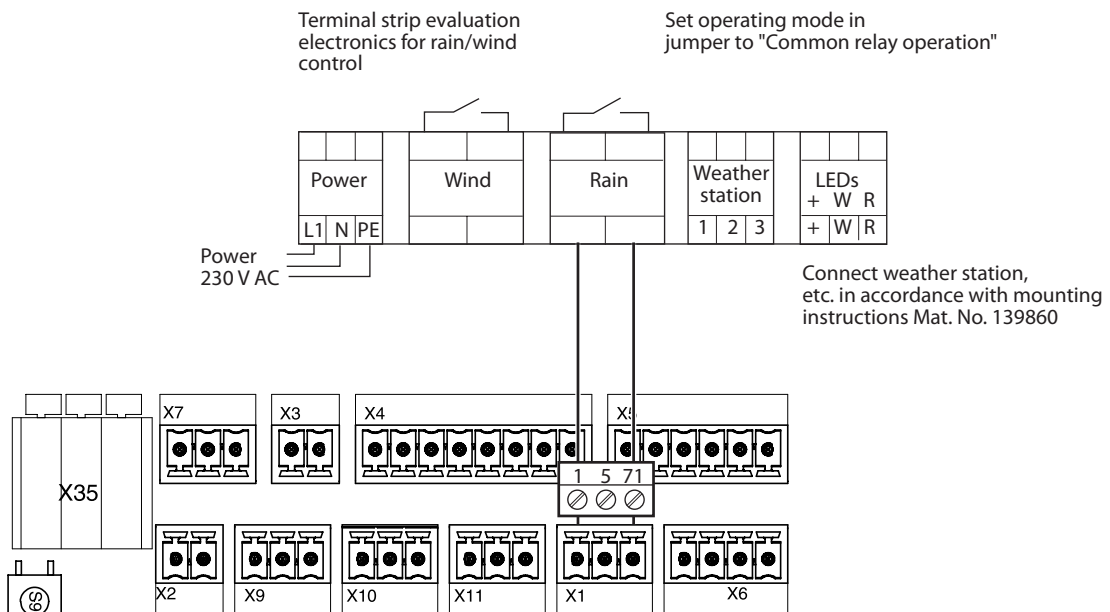 Terminal strip evaluation
electronics for rain/wind
control
Set operating mode in
jumper to "Common relay operation"
Power
Wind
Rain
Weather
station
LEDs
+ W R
L1 N PE
1 2 3
+ W R
Power
230 V AC
Connect weather station,
etc. in accordance with mounting
instructions Mat. No. 139860
X7
X3
X4
X5
X35
1 5 71
S9
X2
X9
X10
X11
X1
X6